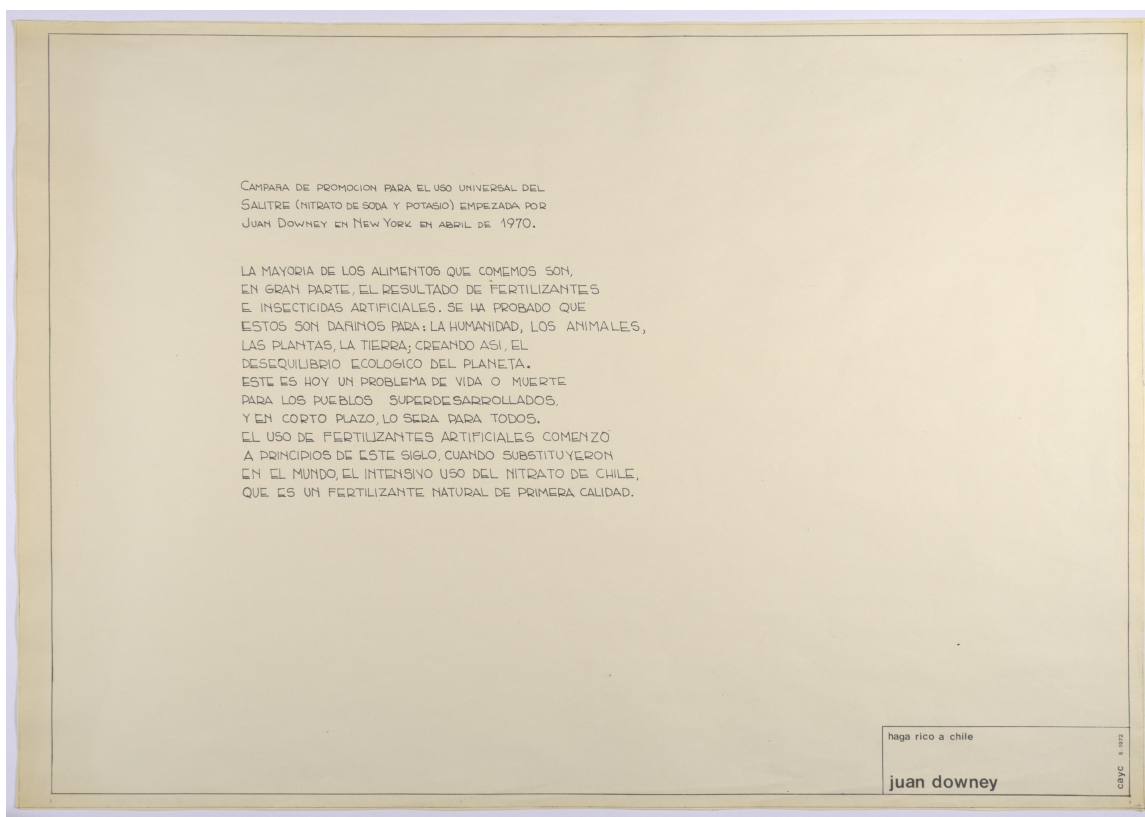 CAMPAÑA DE PROMOCION PARA EL USO UNIVERSAL DEL
SALITRE (NITRATO DE SODA Y POTASIO) EMPEZADA POR
JUAN DOWNEY EN NEW YORK EN ABRIL DE 1970.
LA MAYORIA DE LOS ALIMENTOS QUE COMEMOS SON,
EN GRAN PARTE, EL RESULTADO DE FERTILIZANTES
E INSECTICIDAS ARTIFICIALES. SE HA PROBADO QUE
ESTOS SON DAÑINOS PARA: LA HUMANIDAD, LOS ANIMALES,
LAS PLANTAS, LA TIERRA; CREANDO ASI, EL
DESEQUILIBRIO ECOLOGICO DEL PLANETA.
ESTE ES HOY UN PROBLEMA DE VIDA O MUERTE
PARA LOS PUEBLOS SUPERDESARROLLADOS,
Y EN CORTO PLAZO, LO SERA PARA TODOS.
EL USO DE FERTILIZANTES ARTIFICIALES COMENZÓ
A PRINCIPIOS DE ESTE SIGLO, CUANDO SUBSTITUYERON
EN EL MUNDO, EL INTENSIVO USO DEL NITRATO DE CHILE,
QUE ES UN FERTILIZANTE NATURAL DE PRIMERA CALIDAD.
haga rico a chile
juan downey
cayc 1972